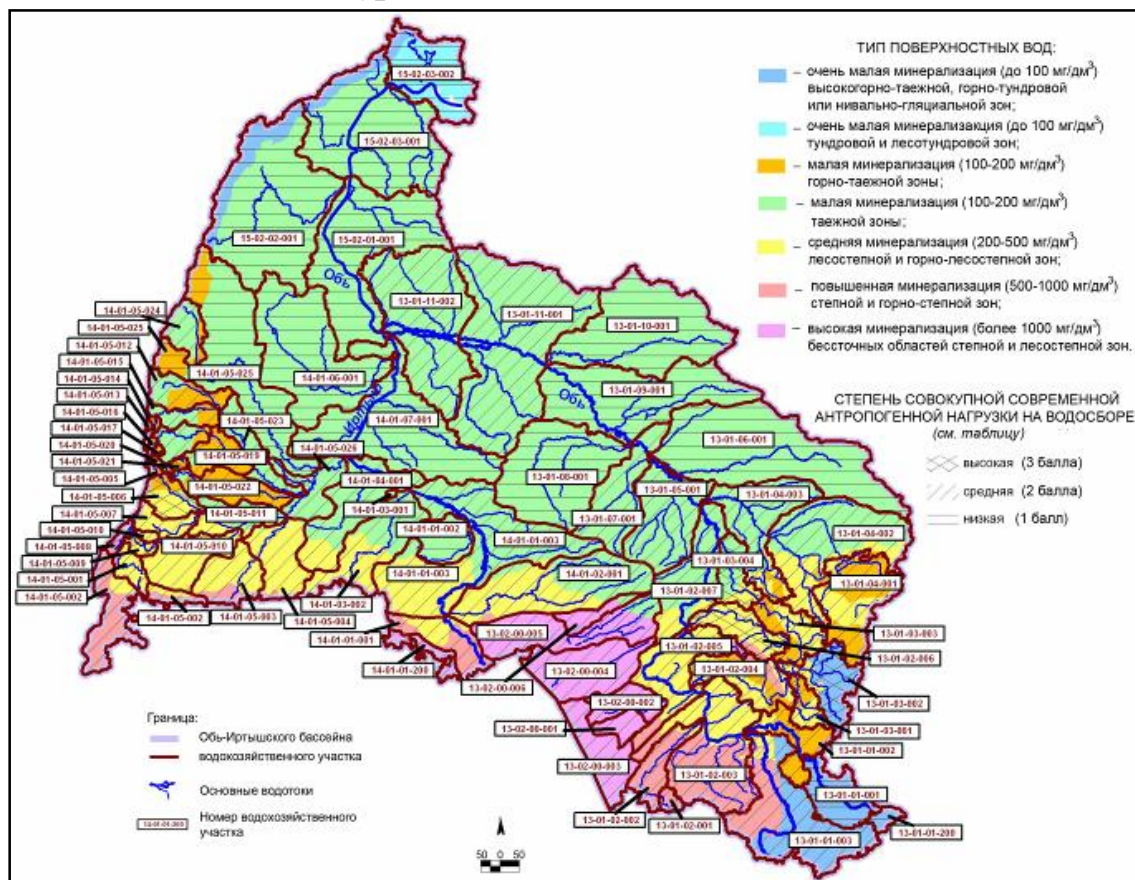 ТИП ПОВЕРХНОСТНЫХ ВОД:
– очень малая минерализация (до 100 мг/дм³)
высокогорно-таежной, горно-тундровой
или нивально-гляциальной зон;
– очень малая минерализакция (до 100 мг/дм³)
тундровой и лесотундровой зон;
– малая минерализация (100-200 мг/дм³)
горно-таежной зоны;
– малая минерализация (100-200 мг/дм³)
таежной зоны;
– средняя минерализация (200-500 мг/дм³)
лесостепной и горно-лесостепной зон;
– повышенная минерализация (500-1000 мг/дм³)
степной и горно-степной зон;
– высокая минерализация (более 1000 мг/дм³)
бессточных областей степной и лесостепной зон.
СТЕПЕНЬ СОВОКУПНОЙ СОВРЕМЕННОЙ
АНТРОПОГЕННОЙ НАГРУЗКИ НА ВОДОСБОРЕ
(см. таблицу)
высокая (3 балла)
средняя (2 балла)
низкая (1 балл)
15-02-03-002
15-02-03-001
15-02-02-001
15-02-01-001
Обь
13-01-11-002
13-01-11-001
13-01-10-001
14-01-05-024
14-01-05-025
14-01-05-012
14-01-05-015
14-01-05-014
14-01-05-013
14-01-05-016
14-01-05-017
14-01-05-020
14-01-05-021
14-01-05-005
14-01-05-006
14-01-05-007
14-01-05-018
14-01-05-008
14-01-05-009
14-01-05-001
14-01-05-002
14-01-05-025
14-01-06-001
14-01-05-023
14-01-05-019
14-01-05-022
14-01-05-011
14-01-05-010
Иртыш
14-01-07-001
14-01-05-026
14-01-04-001
14-01-03-001
14-01-01-002
14-01-01-003
14-01-01-003
14-01-02-001
Обь
13-01-09-001
13-01-06-001
13-01-08-001
13-01-05-001
13-01-04-003
13-01-07-001
13-01-04-002
13-01-03-004
13-01-04-001
13-01-02-007
14-01-05-002
14-01-05-003
14-01-05-004
14-01-03-002
14-01-01-001
14-01-01-200
13-02-00-005
13-02-00-006
13-02-00-004
13-02-00-002
13-02-00-001
13-02-00-003
13-01-02-005
13-01-02-004
13-01-03-003
13-01-02-006
13-01-03-002
13-01-03-001
13-01-01-002
13-01-02-003
13-01-02-002
13-01-02-001
13-01-01-001
13-01-01-200
13-01-01-003
Граница:
Обь-Иртышского бассейна
водохозяйственного участка
Основные водотоки
Номер водохозяйственного
участка
50 0 50